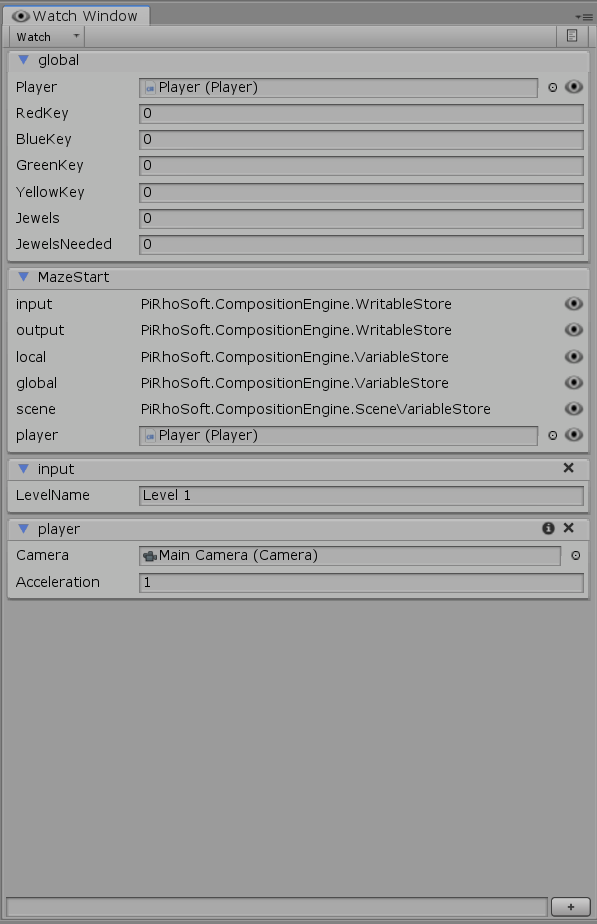 Watch Window
Watch
global
Player Player (Player)
RedKey 0
BlueKey 0
GreenKey 0
YellowKey 0
Jewels 0
JewelsNeeded 0
MazeStart
input PiRhoSoft.CompositionEngine.WritableStore
output PiRhoSoft.CompositionEngine.WritableStore
local PiRhoSoft.CompositionEngine.VariableStore
global PiRhoSoft.CompositionEngine.VariableStore
scene PiRhoSoft.CompositionEngine.SceneVariableStore
player Player (Player)
input
LevelName Level 1
player
Camera Main Camera (Camera)
Acceleration 1
+